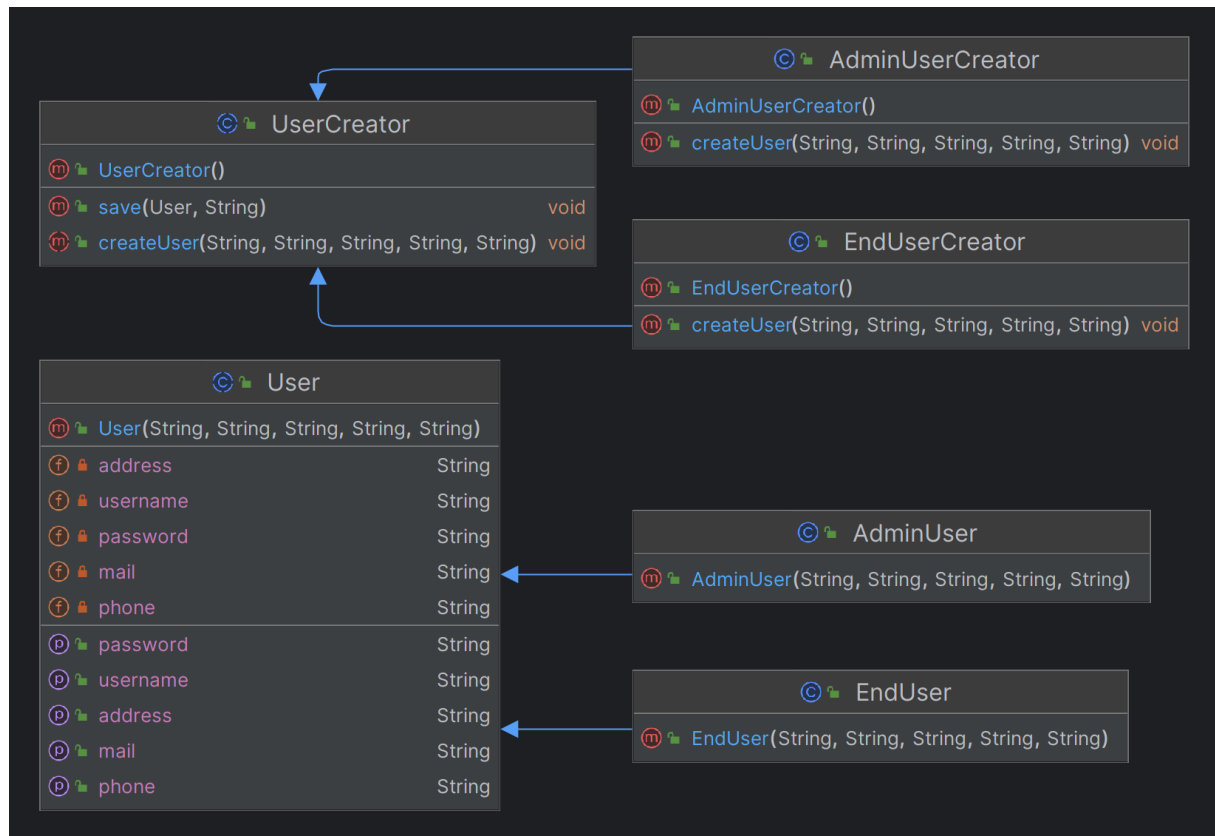 UserCreator
UserCreator()
save(User, String) void
createUser(String, String, String, String, String) void
AdminUserCreator
AdminUserCreator()
createUser(String, String, String, String, String) void
EndUserCreator
EndUserCreator()
createUser(String, String, String, String, String) void
User
User(String, String, String, String, String)
address String
username String
password String
mail String
phone String
password String
username String
address String
mail String
phone String
AdminUser
AdminUser(String, String, String, String, String)
EndUser
EndUser(String, String, String, String, String)